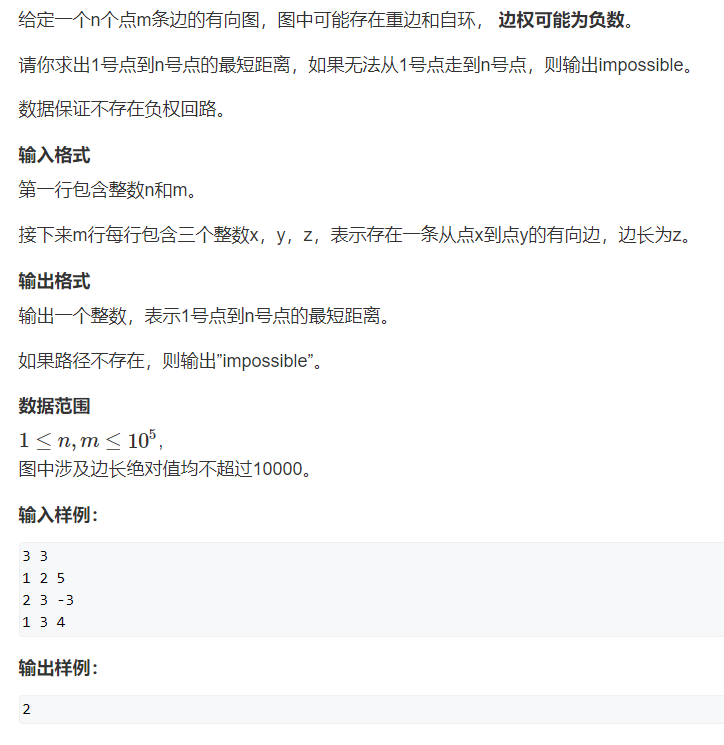 给定一个n个点m条边的有向图，图中可能存在重边和自环， 边权可能为负数。
请你求出1号点到n号点的最短距离，如果无法从1号点走到n号点，则输出impossible。
数据保证不存在负权回路。
输入格式
第一行包含整数n和m。
接下来m行每行包含三个整数x，y，z，表示存在一条从点x到点y的有向边，边长为z。
输出格式
输出一个整数，表示1号点到n号点的最短距离。
如果路径不存在，则输出”impossible”。
数据范围
1 ≤ n, m ≤ 10⁵,
图中涉及边长绝对值均不超过10000。
输入样例：
3 3
1 2 5
2 3 -3
1 3 4
输出样例：
2